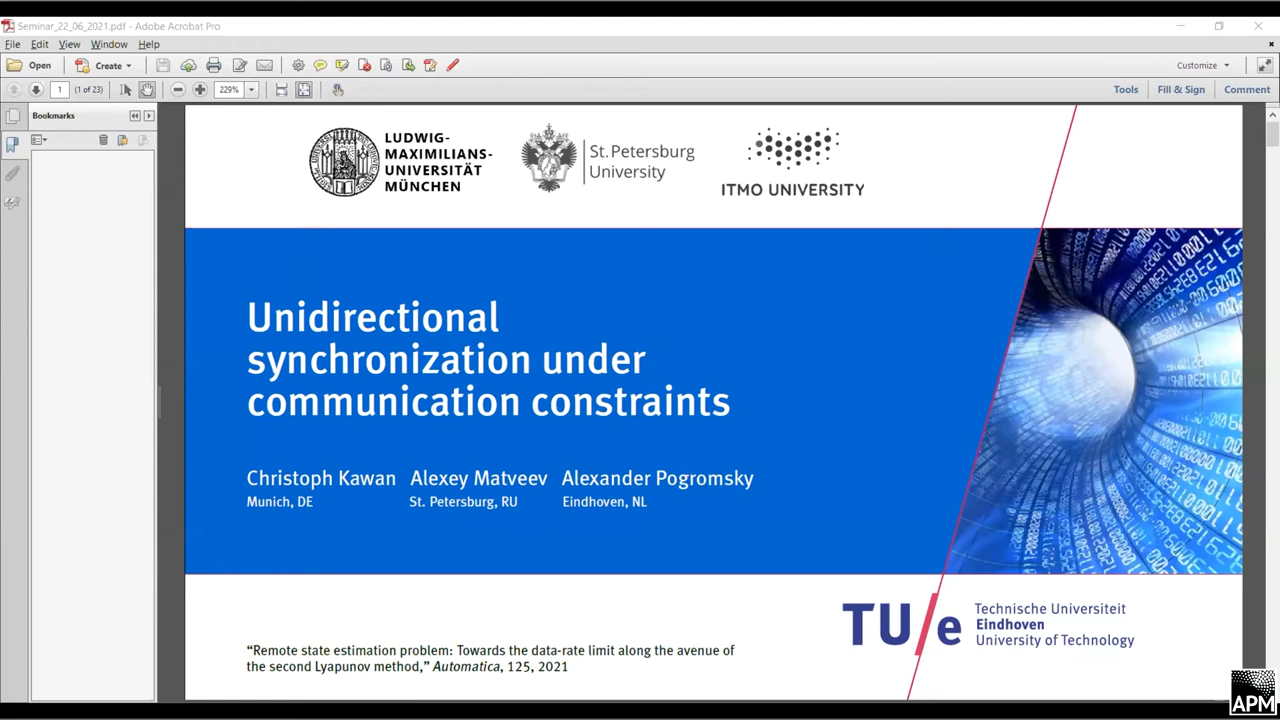 Seminar_22_06_2021.pdf - Adobe Acrobat Pro
File Edit View Window Help
Open Create Customize
1 (1 of 23) 229% Tools Fill & Sign Comment
Bookmarks
LUDWIG-
MAXIMILIANS-
UNIVERSITÄT
MÜNCHEN
St. Petersburg
University
ITMO UNIVERSITY
Unidirectional
synchronization under
communication constraints
Christoph Kawan Alexey Matveev Alexander Pogromsky
Munich, DE St. Petersburg, RU Eindhoven, NL
TU/e
Technische Universiteit
Eindhoven
University of Technology
“Remote state estimation problem: Towards the data-rate limit along the avenue of
the second Lyapunov method,” Automatica, 125, 2021
APM